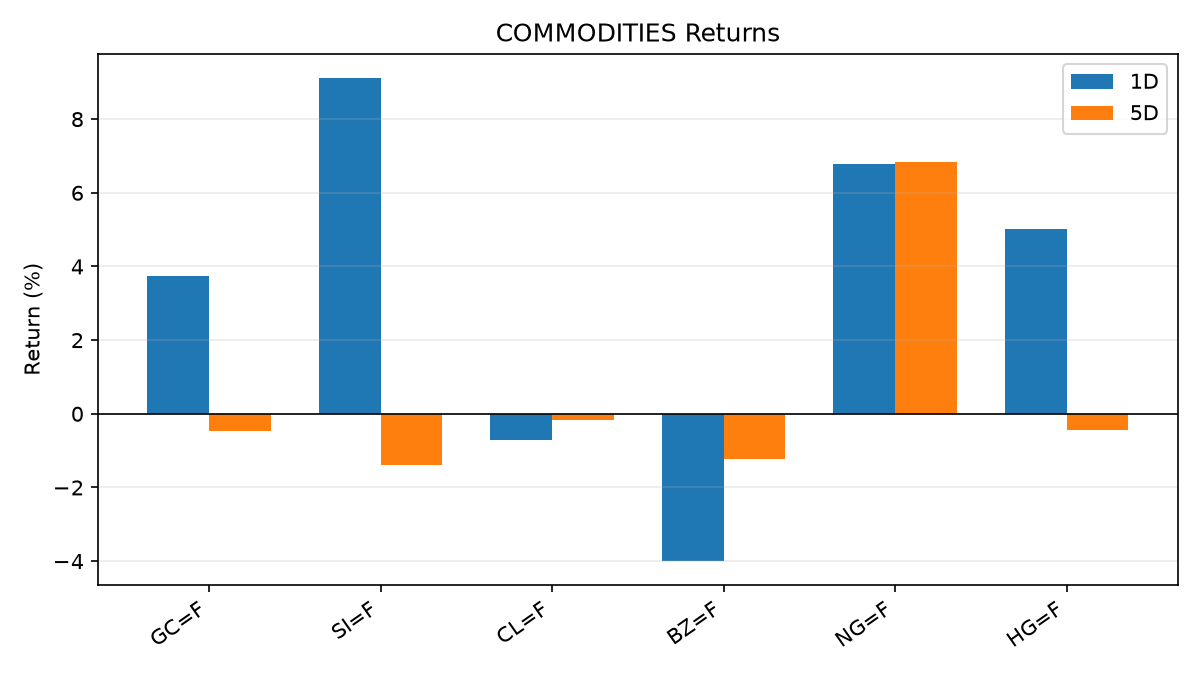 COMMODITIES Returns
1D
5D
Return (%)
8
6
4
2
0
−2
−4
GC=F
SI=F
CL=F
BZ=F
NG=F
HG=F